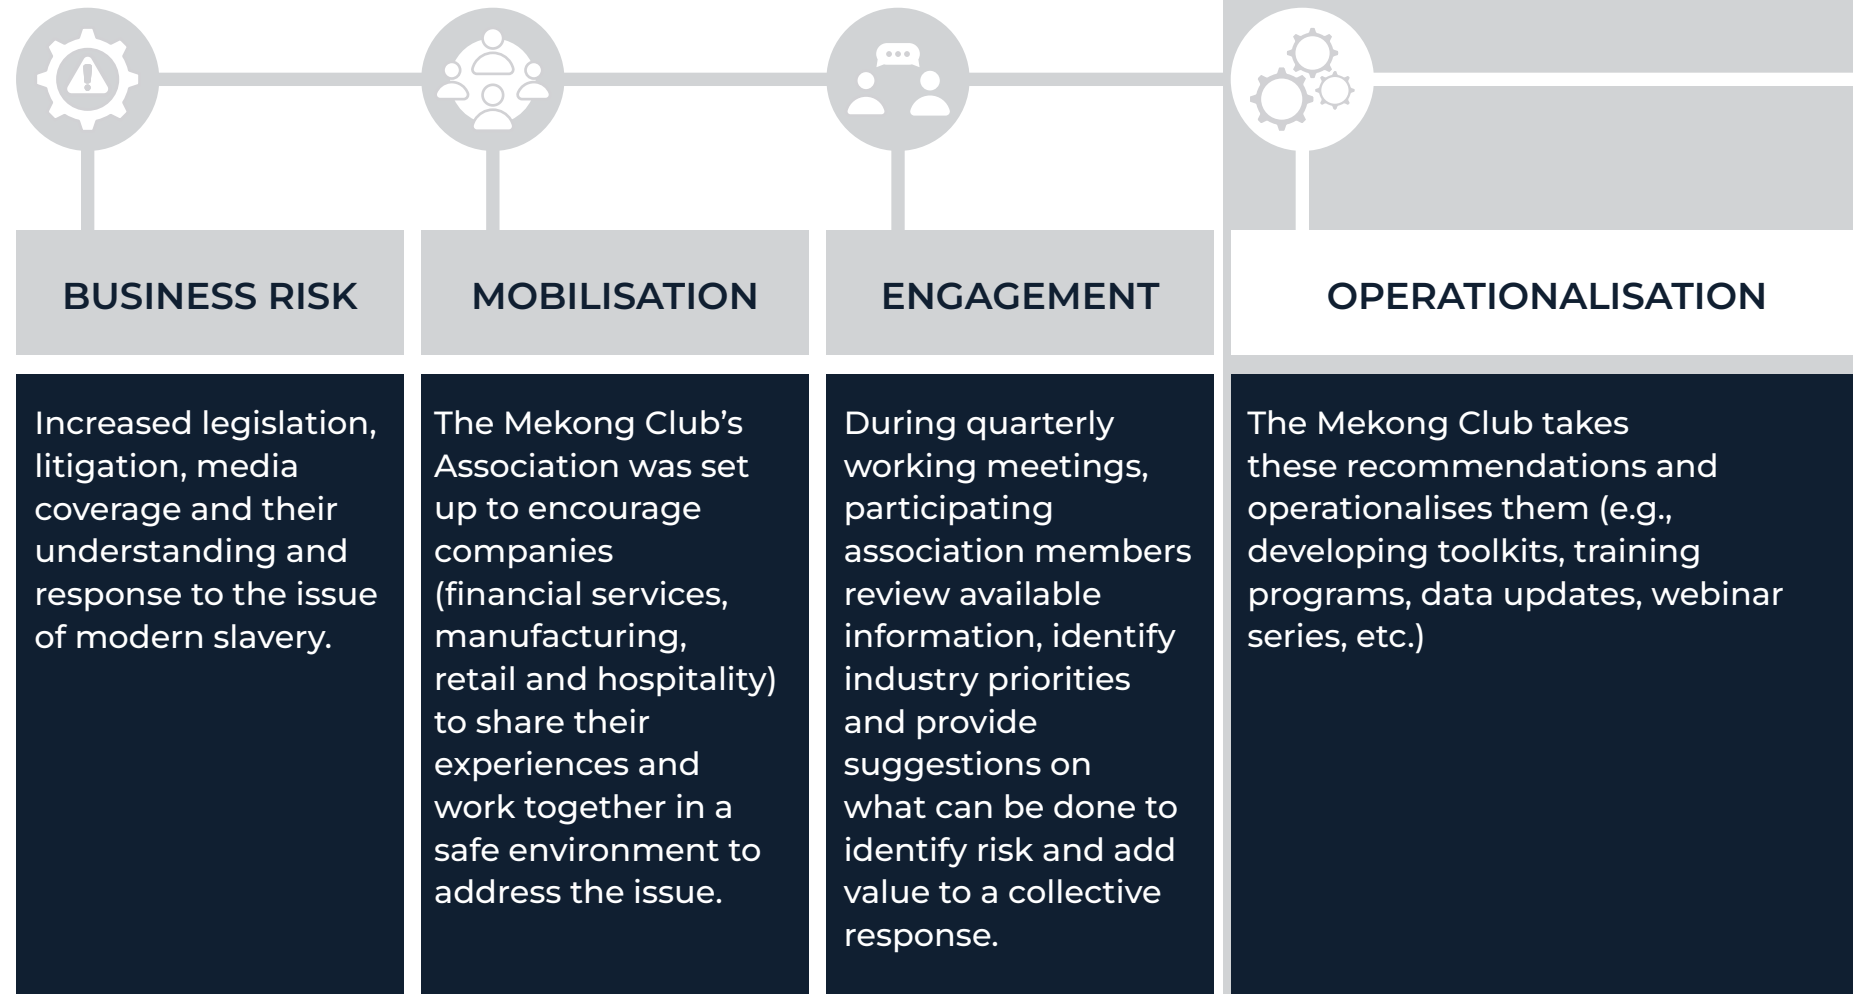 BUSINESS RISK
Increased legislation,
litigation, media
coverage and their
understanding and
response to the issue
of modern slavery.
MOBILISATION
The Mekong Club’s
Association was set
up to encourage
companies
(financial services,
manufacturing,
retail and hospitality)
to share their
experiences and
work together in a
safe environment to
address the issue.
ENGAGEMENT
During quarterly
working meetings,
participating
association members
review available
information, identify
industry priorities
and provide
suggestions on
what can be done to
identify risk and add
value to a collective
response.
OPERATIONALISATION
The Mekong Club takes
these recommendations and
operationalises them (e.g.,
developing toolkits, training
programs, data updates, webinar
series, etc.)